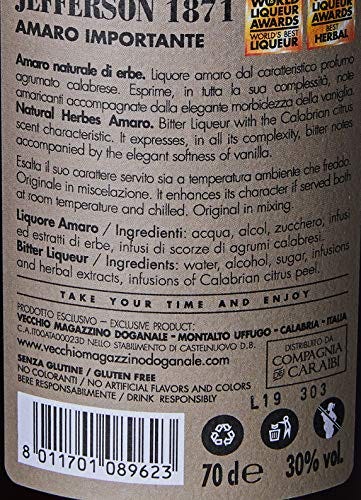 JEFFERSON 1871
AMARO IMPORTANTE
WORLD LIQUEUR AWARDS
WORLD'S BEST LIQUEUR
LIQUEUR AWARDS
BEST HERBAL
Amaro naturale di erbe. Liquore amaro dal caratteristico profumo
agrumato calabrese. Esprime, in tutta la sua complessità, note
amaricanti accompagnate dalla elegante morbidezza della vaniglia.
Natural Herbes Amaro. Bitter Liqueur with the Calabrian citrus
scent characteristic. It expresses, in all its complexity, bitter notes
accompanied by the elegant softness of vanilla.
Esalta il suo carattere servito sia a temperatura ambiente che freddo.
Originale in miscelazione. It enhances its character if served both
at room temperature and chilled. Original in mixing.
Liquore Amaro / Ingredienti: acqua, alcol, zucchero, infusi
ed estratti di erbe, infusi di scorze di agrumi calabresi.
Bitter Liqueur / Ingredients: water, alcohol, sugar, infusions
and herbal extracts, infusions of Calabrian citrus peel.
TAKE YOUR TIME AND ENJOY
PRODOTTO ESCLUSIVO – EXCLUSIVE PRODUCT:
VECCHIO MAGAZZINO DOGANALE - MONTALTO UFFUGO - CALABRIA - ITALIA
C.A.IT00ATA00023D NELLO STABILIMENTO DI CASTELNUOVO D.B.
www.vecchiomagazzinodoganale.com
SENZA GLUTINE / GLUTEN FREE
NO COLORANTI / NO ARTIFICIAL FLAVORS AND COLORS
BERE RESPONSABILMENTE / DRINK RESPONSIBLY
DISTRIBUITO DA
COMPAGNIA
DEI
CARAIBI
L19 303
8 011701 089623
70 cl e
30% vol.